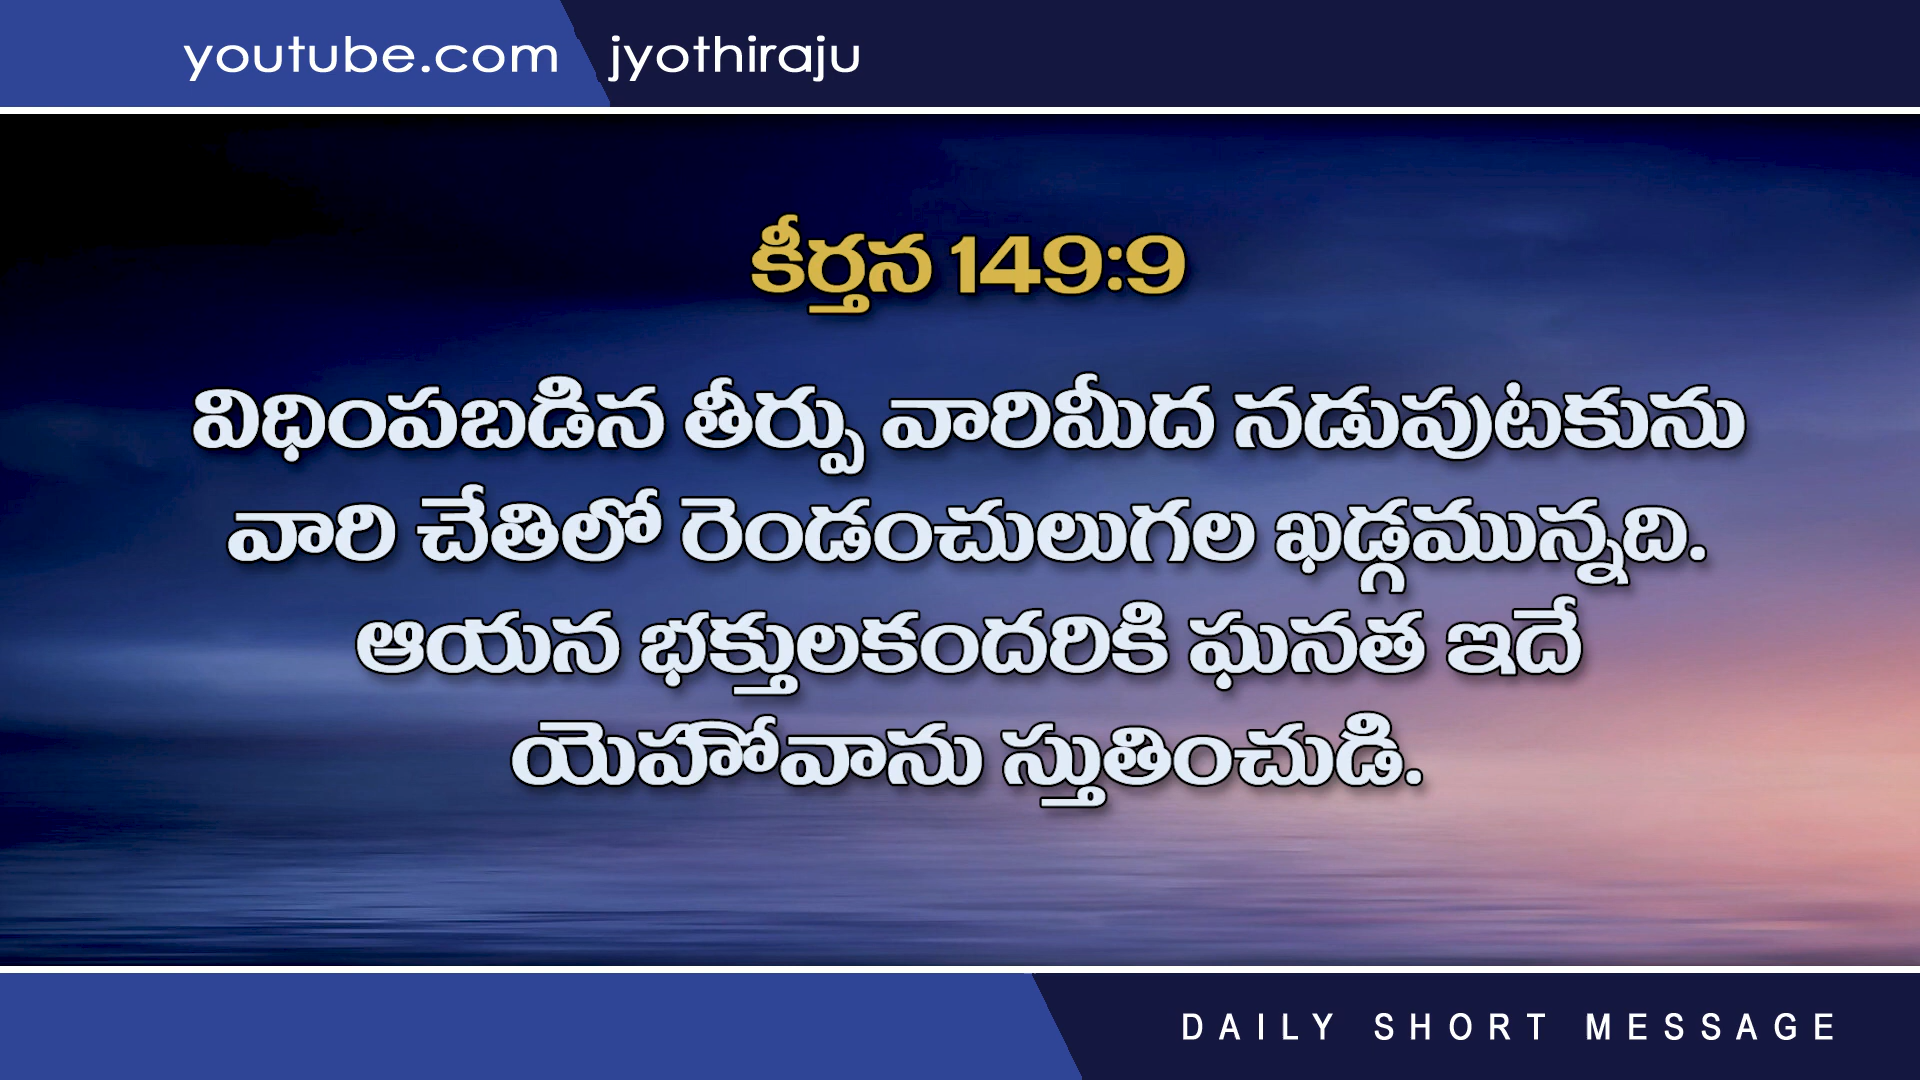 youtube.com jyothiraju
కీర్తన 149:9
విధింపబడిన తీర్పు వారిమీద నడుపుటకును
వారి చేతిలో రెండంచులుగల ఖడ్గమున్నది.
ఆయన భక్తులకందరికి ఘనత ఇదే
యెహోవాను స్తుతించుడి.
DAILY SHORT MESSAGE